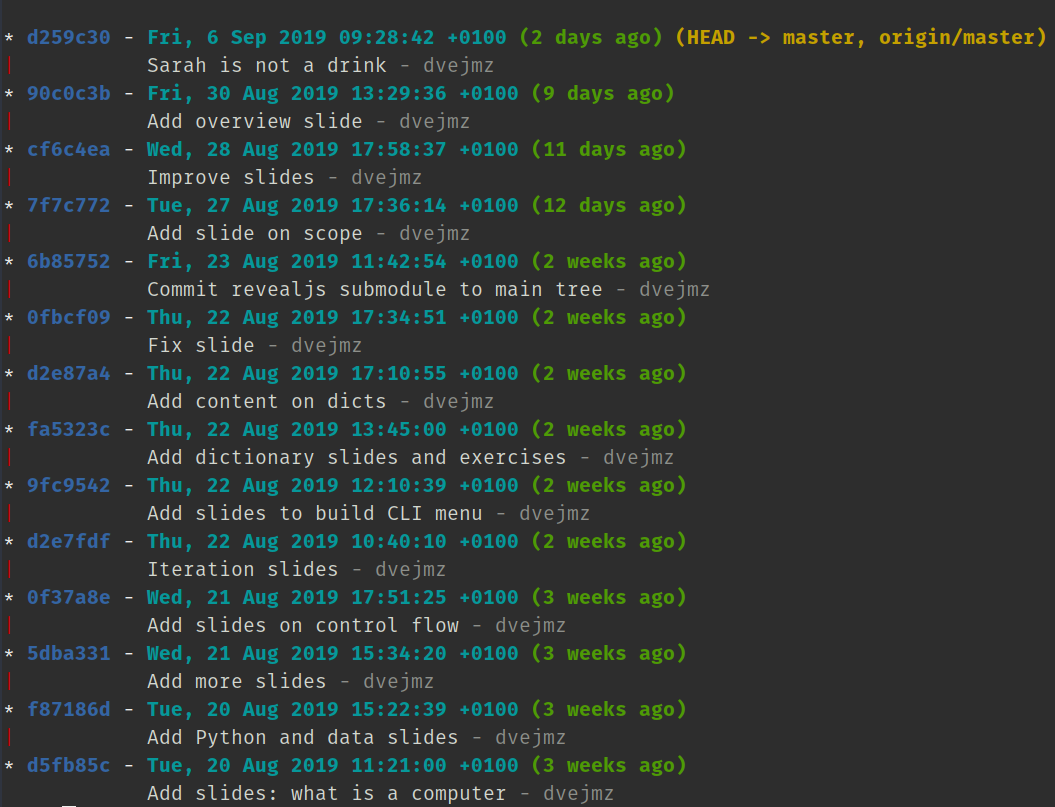 * d259c30 - Fri, 6 Sep 2019 09:28:42 +0100 (2 days ago) (HEAD -> master, origin/master)
| Sarah is not a drink - dvejmz
* 90c0c3b - Fri, 30 Aug 2019 13:29:36 +0100 (9 days ago)
| Add overview slide - dvejmz
* cf6c4ea - Wed, 28 Aug 2019 17:58:37 +0100 (11 days ago)
| Improve slides - dvejmz
* 7f7c772 - Tue, 27 Aug 2019 17:36:14 +0100 (12 days ago)
| Add slide on scope - dvejmz
* 6b85752 - Fri, 23 Aug 2019 11:42:54 +0100 (2 weeks ago)
| Commit revealjs submodule to main tree - dvejmz
* 0fbcf09 - Thu, 22 Aug 2019 17:34:51 +0100 (2 weeks ago)
| Fix slide - dvejmz
* d2e87a4 - Thu, 22 Aug 2019 17:10:55 +0100 (2 weeks ago)
| Add content on dicts - dvejmz
* fa5323c - Thu, 22 Aug 2019 13:45:00 +0100 (2 weeks ago)
| Add dictionary slides and exercises - dvejmz
* 9fc9542 - Thu, 22 Aug 2019 12:10:39 +0100 (2 weeks ago)
| Add slides to build CLI menu - dvejmz
* d2e7fdf - Thu, 22 Aug 2019 10:40:10 +0100 (2 weeks ago)
| Iteration slides - dvejmz
* 0f37a8e - Wed, 21 Aug 2019 17:51:25 +0100 (3 weeks ago)
| Add slides on control flow - dvejmz
* 5dba331 - Wed, 21 Aug 2019 15:34:20 +0100 (3 weeks ago)
| Add more slides - dvejmz
* f87186d - Tue, 20 Aug 2019 15:22:39 +0100 (3 weeks ago)
| Add Python and data slides - dvejmz
* d5fb85c - Tue, 20 Aug 2019 11:21:00 +0100 (3 weeks ago)
Add slides: what is a computer - dvejmz